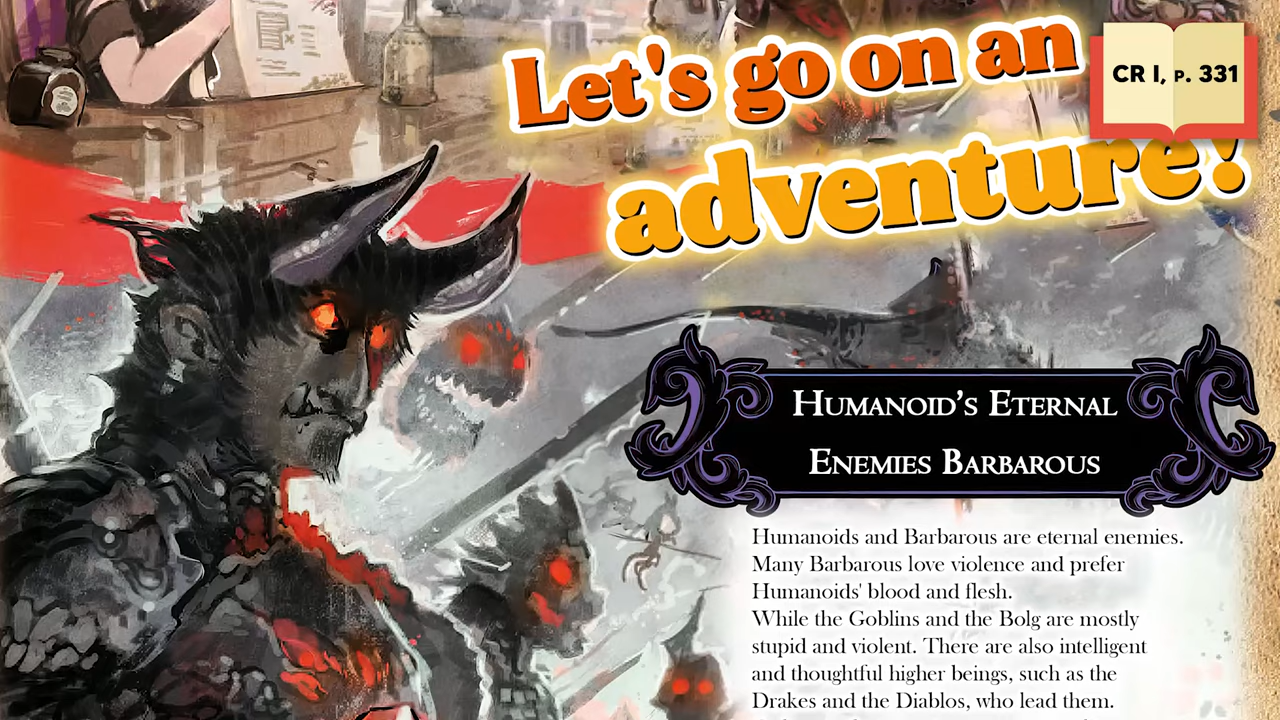 Let's go on an
adventure!
CR I, P. 331
HUMANOID'S ETERNAL
ENEMIES BARBAROUS
Humanoids and Barbarous are eternal enemies.
Many Barbarous love violence and prefer
Humanoids' blood and flesh.
While the Goblins and the Bolg are mostly
stupid and violent. There are also intelligent
and thoughtful higher beings, such as the
Drakes and the Diablos, who lead them.